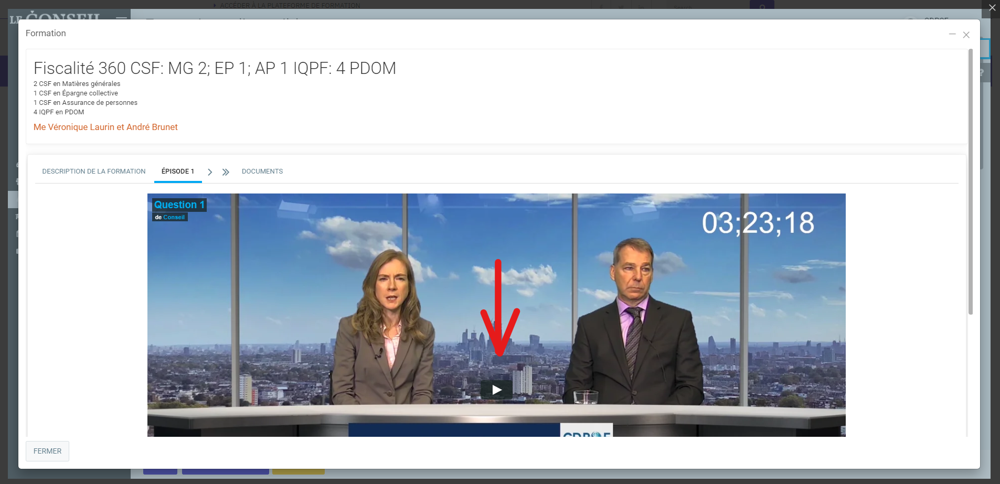 ACCÉDER À LA PLATEFORME DE FORMATION
Search
LE CONSEIL
Formation
Fiscalité 360 CSF: MG 2; EP 1; AP 1 IQPF: 4 PDOM
2 CSF en Matières générales
1 CSF en Épargne collective
1 CSF en Assurance de personnes
4 IQPF en PDOM
Me Véronique Laurin et André Brunet
DESCRIPTION DE LA FORMATION ÉPISODE 1 DOCUMENTS
Question 1
de Conseil
03;23;18
FERMER